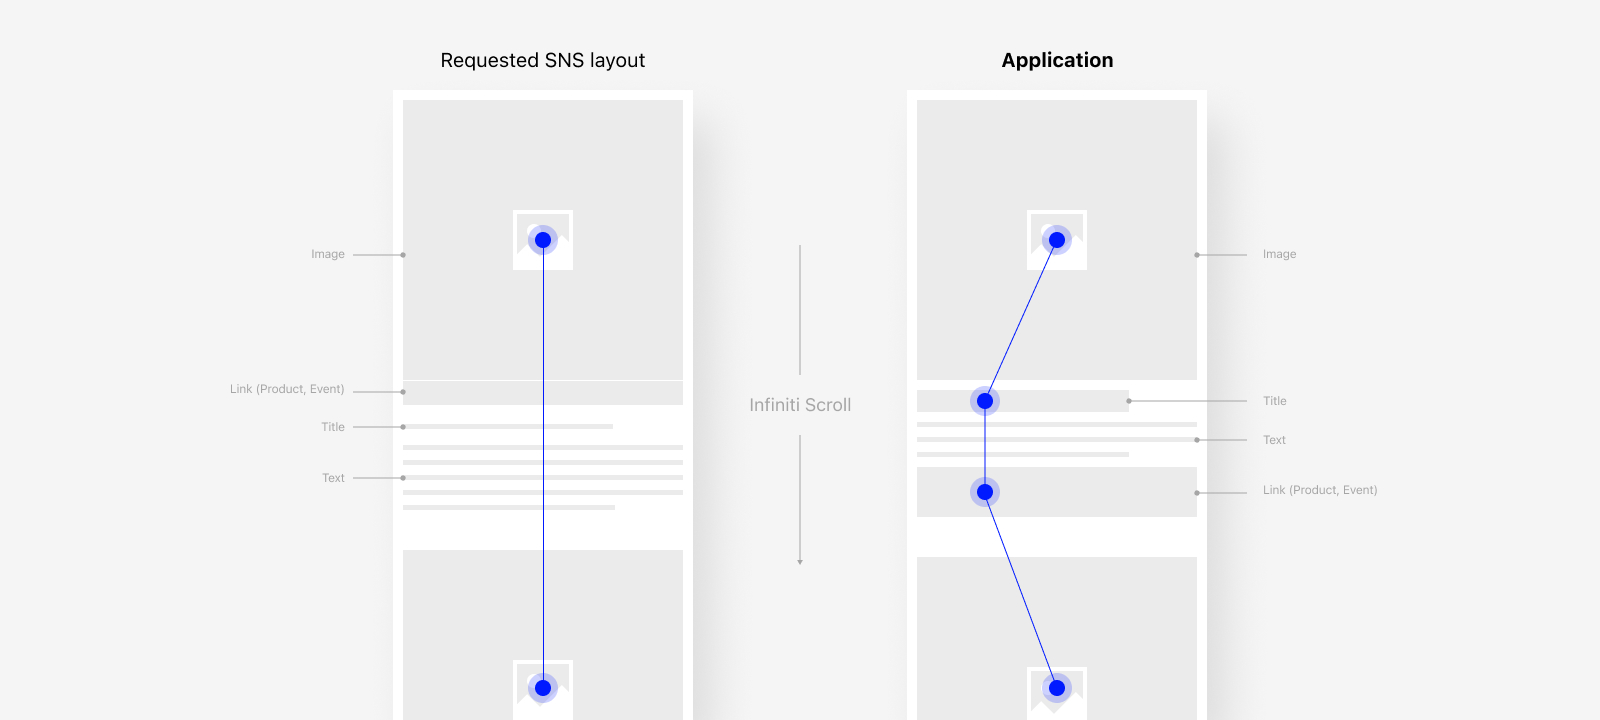 Requested SNS layout
Application
Image
Link (Product, Event)
Title
Text
Infiniti Scroll
Image
Title
Text
Link (Product, Event)